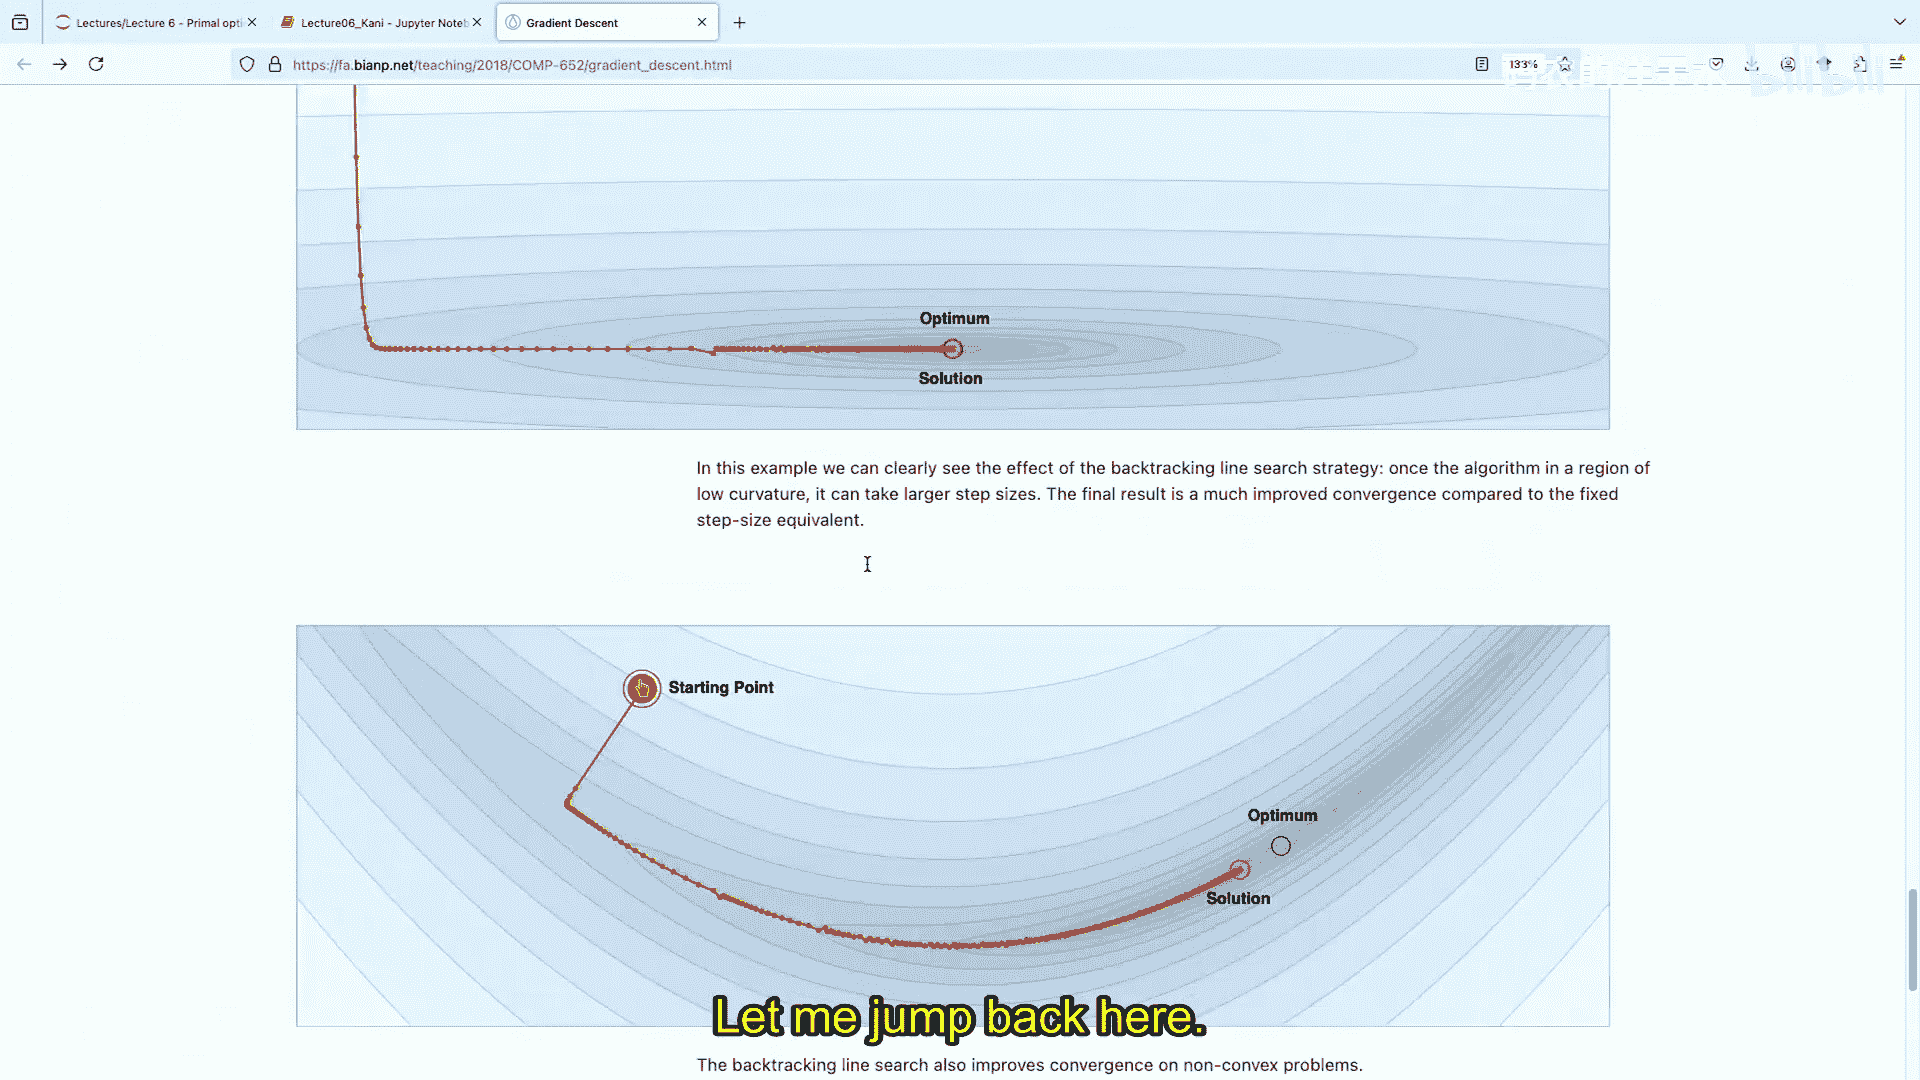 Lectures/Lecture 6 - Primal opti
Lecture06_Kani - Jupyter Noteb
Gradient Descent
https://fa.bianp.net/teaching/2018/COMP-652/gradient_descent.html
133%
Optimum
Solution
In this example we can clearly see the effect of the backtracking line search strategy: once the algorithm in a region of
low curvature, it can take larger step sizes. The final result is a much improved convergence compared to the fixed
step-size equivalent.
Starting Point
Optimum
Solution
Let me jump back here.
The backtracking line search also improves convergence on non-convex problems.